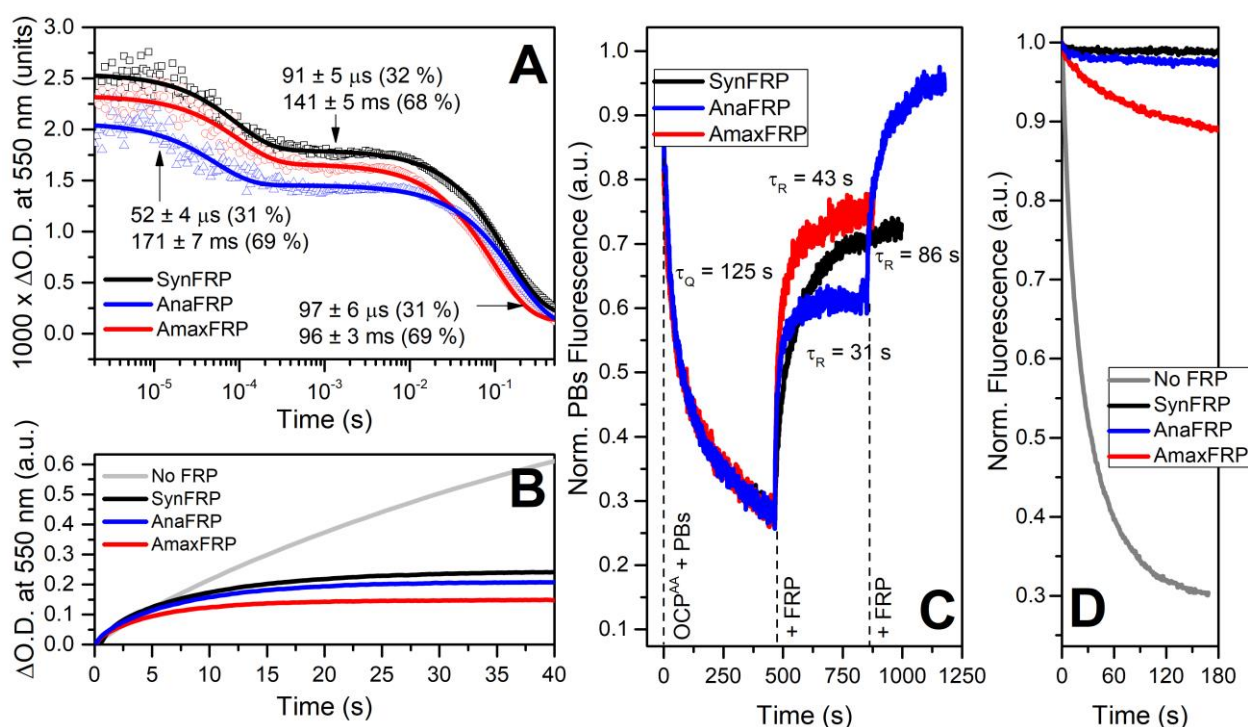 A
1000 x ΔO.D. at 550 nm (units)
3.0
2.5
2.0
1.5
1.0
0.5
0.0
91 ± 5 μs (32 %)
141 ± 5 ms (68 %)
52 ± 4 μs (31 %)
171 ± 7 ms (69 %)
97 ± 6 μs (31 %)
96 ± 3 ms (69 %)
SynFRP
AnaFRP
AmaxFRP
10⁻⁵ 10⁻⁴ 10⁻³ 10⁻² 10⁻¹
Time (s)
B
ΔO.D. at 550 nm (a.u.)
0.6
0.5
0.4
0.3
0.2
0.1
0.0
No FRP
SynFRP
AnaFRP
AmaxFRP
0 5 10 15 20 25 30 35 40
Time (s)
C
Norm. PBs Fluorescence (a.u.)
1.0
0.9
0.8
0.7
0.6
0.5
0.4
0.3
0.2
0.1
SynFRP
AnaFRP
AmaxFRP
τR = 43 s
τQ = 125 s
τR = 86 s
τR = 31 s
OCPᴬᴬ + PBs
+ FRP
+ FRP
0 250 500 750 1000 1250
Time (s)
D
Norm. Fluorescence (a.u.)
1.0
0.9
0.8
0.7
0.6
0.5
0.4
0.3
No FRP
SynFRP
AnaFRP
AmaxFRP
0 60 120 180
Time (s)